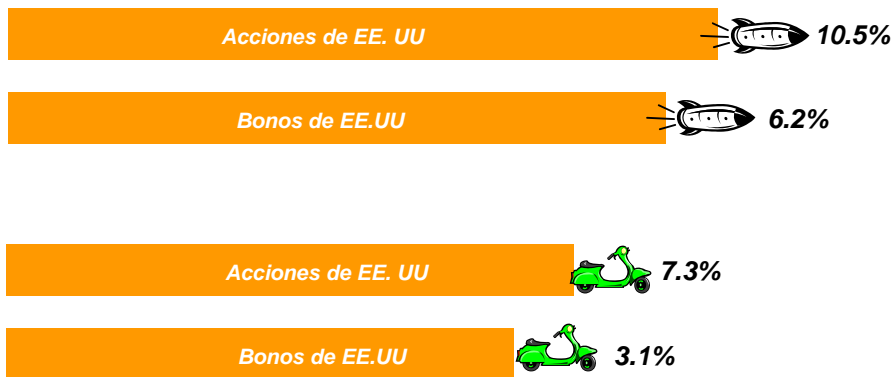 Acciones de EE. UU
10.5%
Bonos de EE.UU
6.2%
Acciones de EE. UU
7.3%
Bonos de EE.UU
3.1%